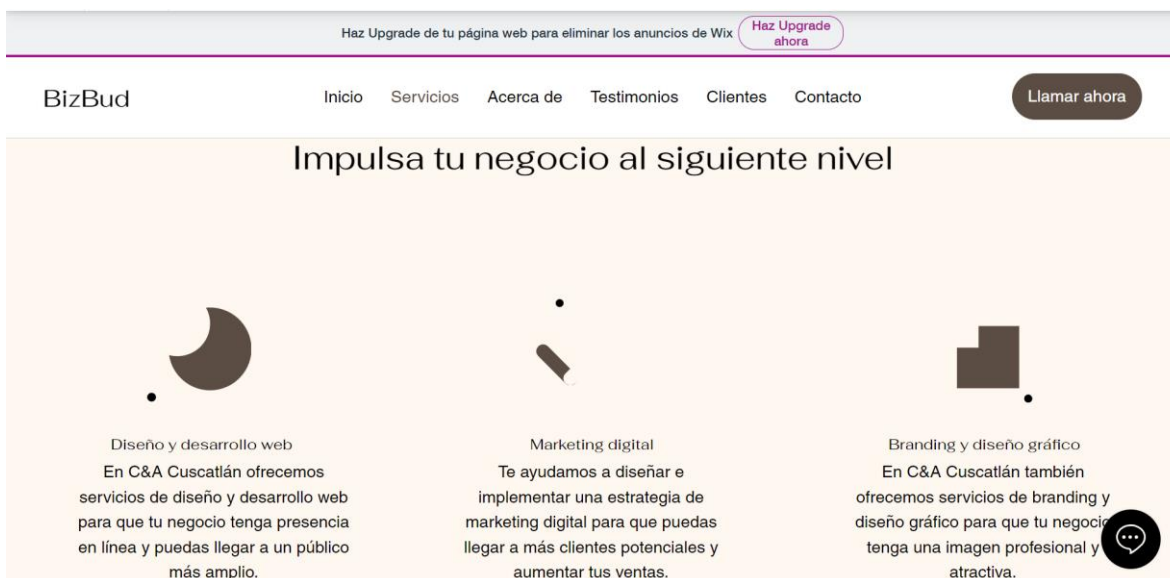 Haz Upgrade de tu página web para eliminar los anuncios de Wix
Haz Upgrade
ahora
BizBud
Inicio Servicios Acerca de Testimonios Clientes Contacto
Llamar ahora
Impulsa tu negocio al siguiente nivel
Diseño y desarrollo web
En C&A Cuscatlán ofrecemos
servicios de diseño y desarrollo web
para que tu negocio tenga presencia
en línea y puedas llegar a un público
más amplio.
Marketing digital
Te ayudamos a diseñar e
implementar una estrategia de
marketing digital para que puedas
llegar a más clientes potenciales y
aumentar tus ventas.
Branding y diseño gráfico
En C&A Cuscatlán también
ofrecemos servicios de branding y
diseño gráfico para que tu negocio
tenga una imagen profesional y
atractiva.